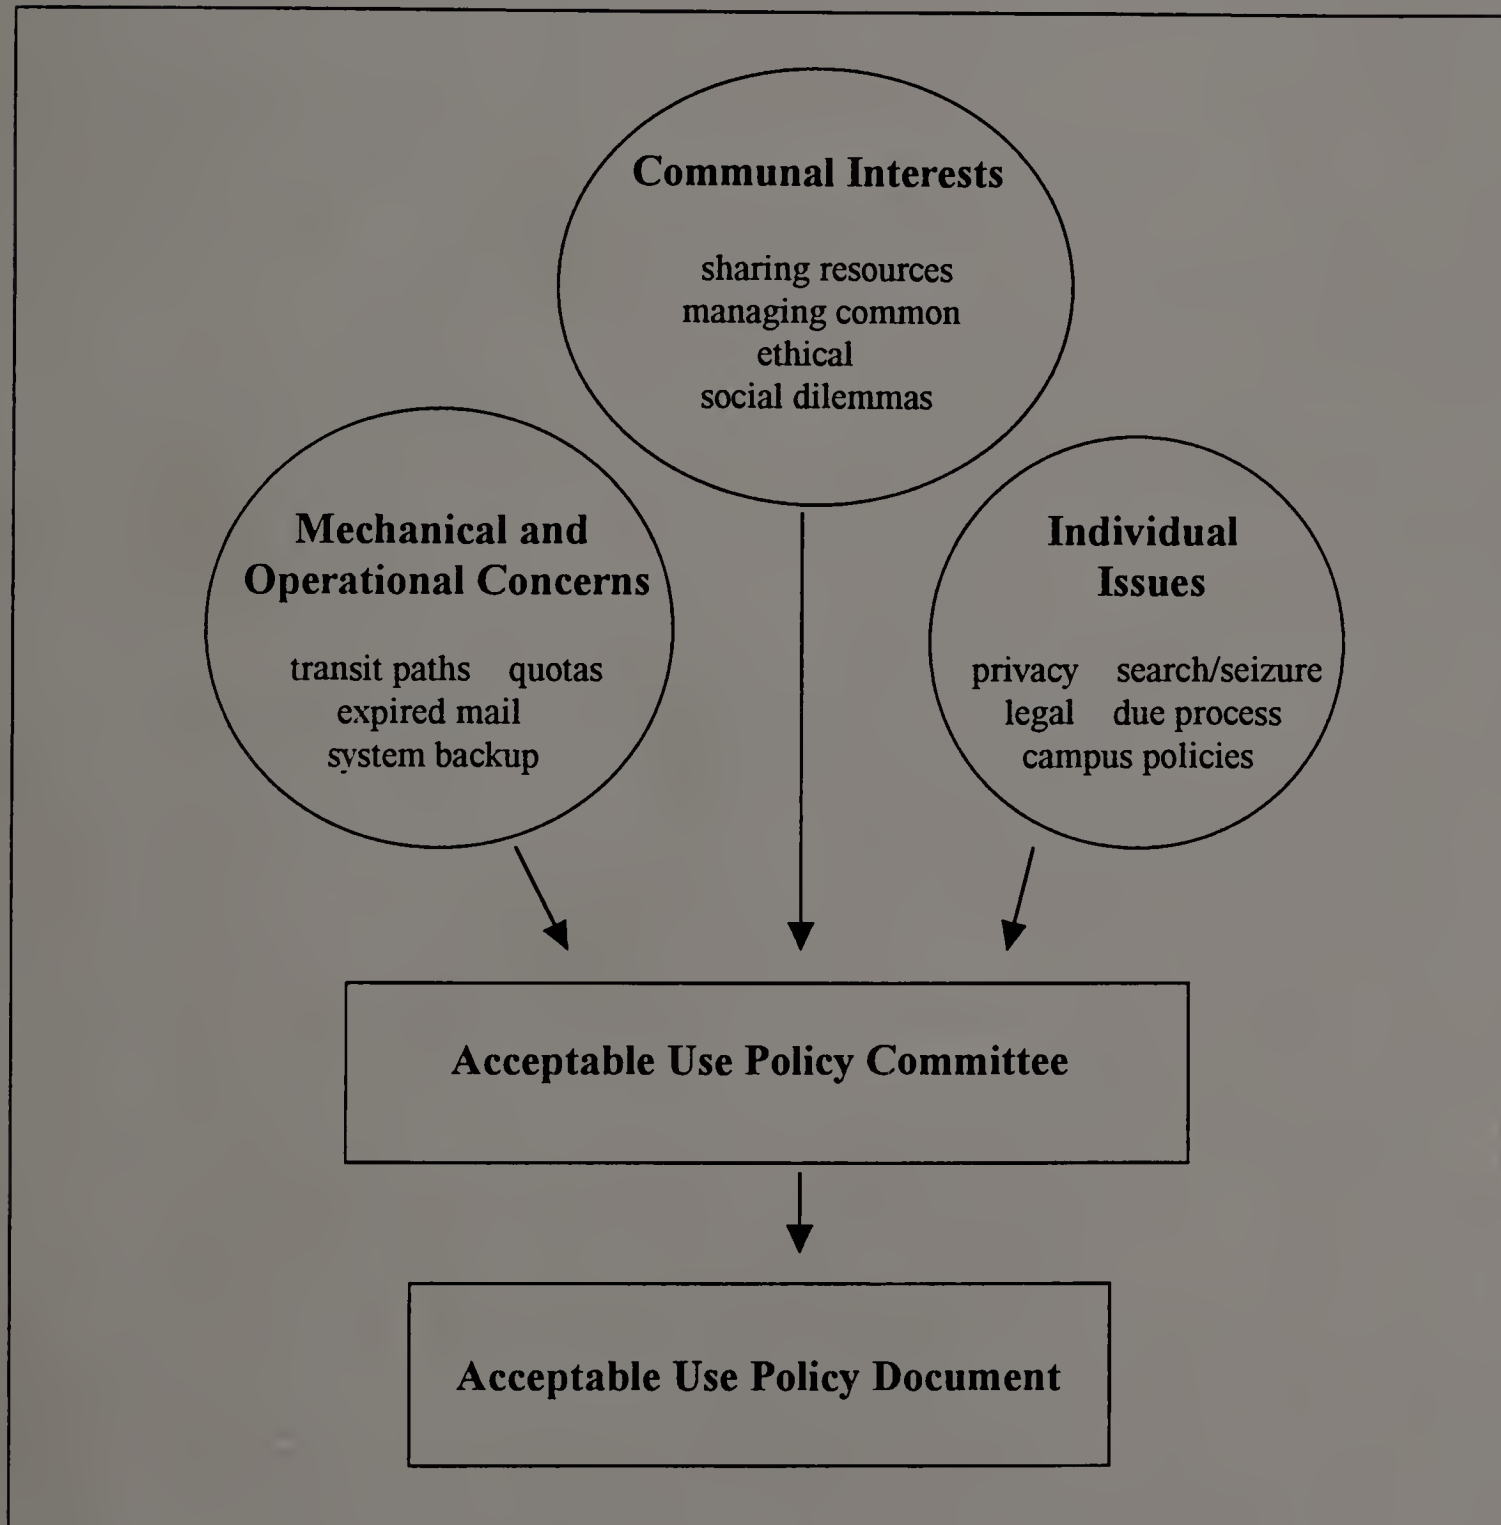 Communal Interests
sharing resources
managing common
ethical
social dilemmas
Mechanical and
Operational Concerns
transit paths quotas
expired mail
system backup
Individual
Issues
privacy search/seizure
legal due process
campus policies
Acceptable Use Policy Committee
Acceptable Use Policy Document